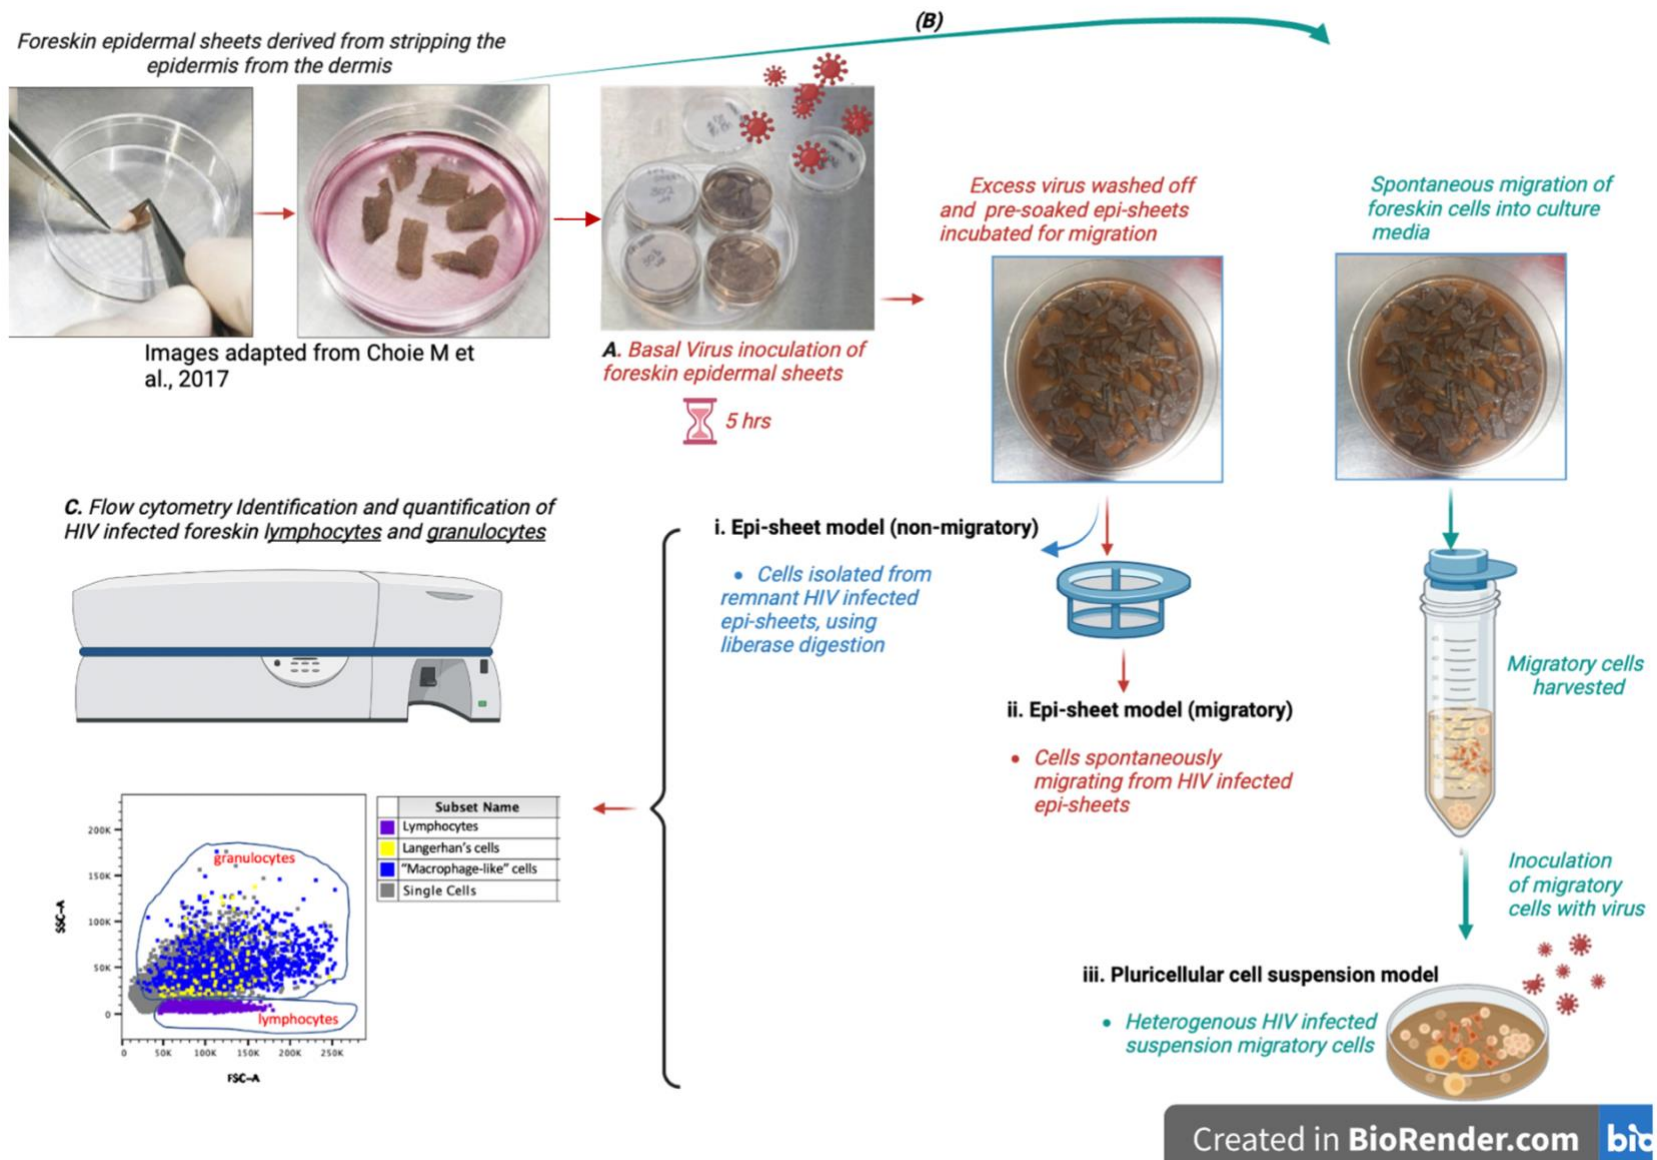 (B)
Foreskin epidermal sheets derived from stripping the
epidermis from the dermis
Images adapted from Choie M et
al., 2017
A. Basal Virus inoculation of
foreskin epidermal sheets
5 hrs
Excess virus washed off
and pre-soaked epi-sheets
incubated for migration
Spontaneous migration of
foreskin cells into culture
media
i. Epi-sheet model (non-migratory)
• Cells isolated from
remnant HIV infected
epi-sheets, using
liberase digestion
ii. Epi-sheet model (migratory)
• Cells spontaneously
migrating from HIV infected
epi-sheets
Migratory cells
harvested
Inoculation
of migratory
cells with virus
iii. Pluricellular cell suspension model
• Heterogenous HIV infected
suspension migratory cells
C. Flow cytometry Identification and quantification of
HIV infected foreskin lymphocytes and granulocytes
Subset Name
Lymphocytes
Langerhan's cells
"Macrophage-like" cells
Single Cells
granulocytes
lymphocytes
SSC-A
200K
150K
100K
50K
0
0 50K 100K 150K 200K 250K
FSC-A
Created in BioRender.com bio